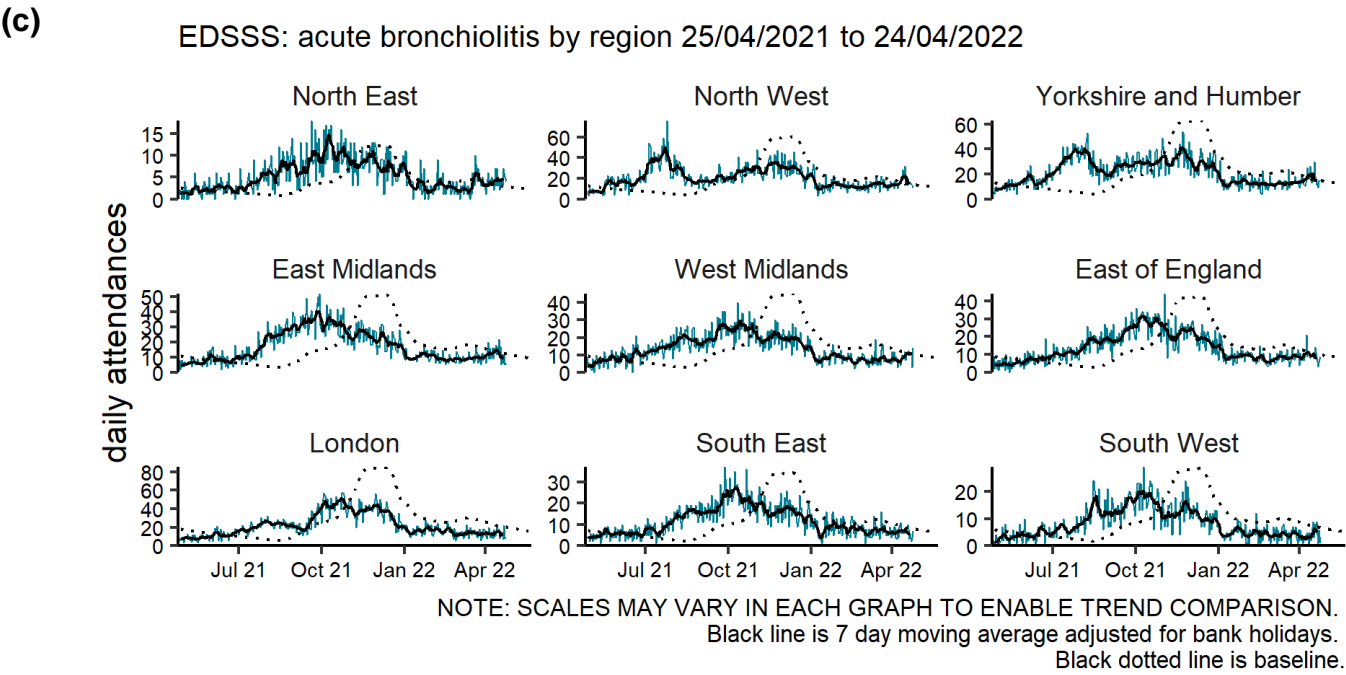 (c)
EDSSS: acute bronchiolitis by region 25/04/2021 to 24/04/2022
North East
North West
Yorkshire and Humber
15
10
5
0
60
40
20
0
60
40
20
0
daily attendances
East Midlands
West Midlands
East of England
50
40
30
20
10
0
40
30
20
10
0
40
30
20
10
0
London
South East
South West
80
60
40
20
0
30
20
10
0
20
10
0
Jul 21 Oct 21 Jan 22 Apr 22
Jul 21 Oct 21 Jan 22 Apr 22
Jul 21 Oct 21 Jan 22 Apr 22
NOTE: SCALES MAY VARY IN EACH GRAPH TO ENABLE TREND COMPARISON.
Black line is 7 day moving average adjusted for bank holidays.
Black dotted line is baseline.